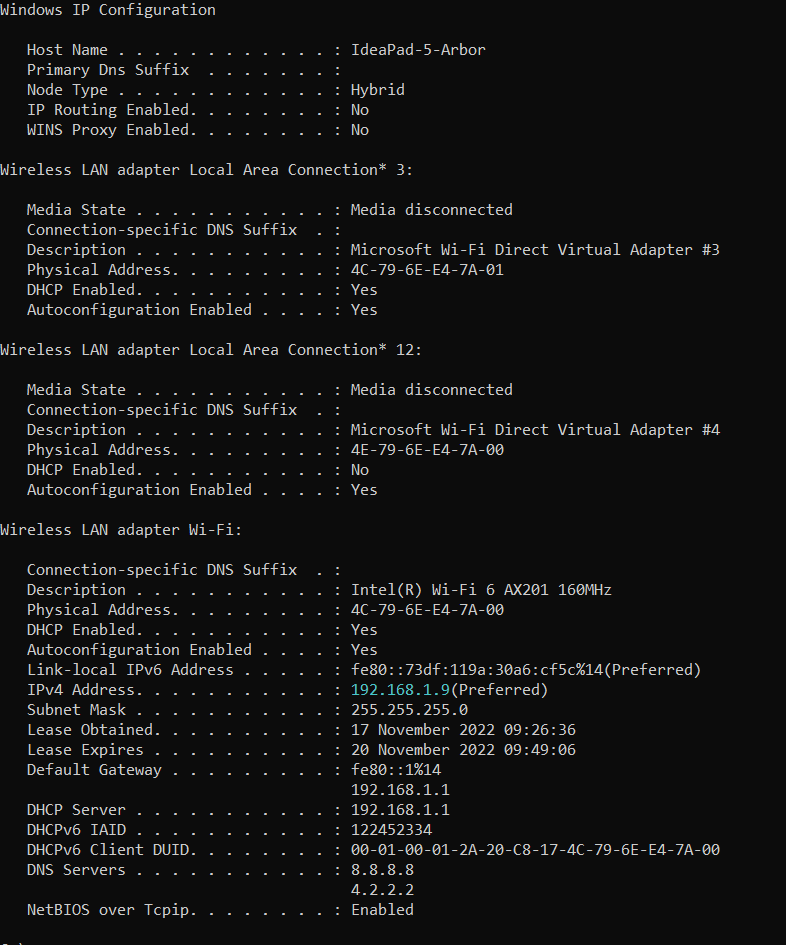 Windows IP Configuration
Host Name . . . . . . . . . . . . : IdeaPad-5-Arbor
Primary Dns Suffix  . . . . . . . :
Node Type . . . . . . . . . . . . : Hybrid
IP Routing Enabled. . . . . . . . : No
WINS Proxy Enabled. . . . . . . . : No
Wireless LAN adapter Local Area Connection* 3:
Media State . . . . . . . . . . . : Media disconnected
Connection-specific DNS Suffix  . :
Description . . . . . . . . . . . : Microsoft Wi-Fi Direct Virtual Adapter #3
Physical Address. . . . . . . . . : 4C-79-6E-E4-7A-01
DHCP Enabled. . . . . . . . . . . : Yes
Autoconfiguration Enabled . . . . : Yes
Wireless LAN adapter Local Area Connection* 12:
Media State . . . . . . . . . . . : Media disconnected
Connection-specific DNS Suffix  . :
Description . . . . . . . . . . . : Microsoft Wi-Fi Direct Virtual Adapter #4
Physical Address. . . . . . . . . : 4E-79-6E-E4-7A-00
DHCP Enabled. . . . . . . . . . . : No
Autoconfiguration Enabled . . . . : Yes
Wireless LAN adapter Wi-Fi:
Connection-specific DNS Suffix  . :
Description . . . . . . . . . . . : Intel(R) Wi-Fi 6 AX201 160MHz
Physical Address. . . . . . . . . : 4C-79-6E-E4-7A-00
DHCP Enabled. . . . . . . . . . . : Yes
Autoconfiguration Enabled . . . . : Yes
Link-local IPv6 Address . . . . . : fe80::73df:119a:30a6:cf5c%14(Preferred)
IPv4 Address. . . . . . . . . . . : 192.168.1.9(Preferred)
Subnet Mask . . . . . . . . . . . : 255.255.255.0
Lease Obtained. . . . . . . . . . : 17 November 2022 09:26:36
Lease Expires . . . . . . . . . . : 20 November 2022 09:49:06
Default Gateway . . . . . . . . . : fe80::1%14
192.168.1.1
DHCP Server . . . . . . . . . . . : 192.168.1.1
DHCPv6 IAID . . . . . . . . . . . : 122452334
DHCPv6 Client DUID. . . . . . . . : 00-01-00-01-2A-20-C8-17-4C-79-6E-E4-7A-00
DNS Servers . . . . . . . . . . . : 8.8.8.8
4.2.2.2
NetBIOS over Tcpip. . . . . . . . : Enabled